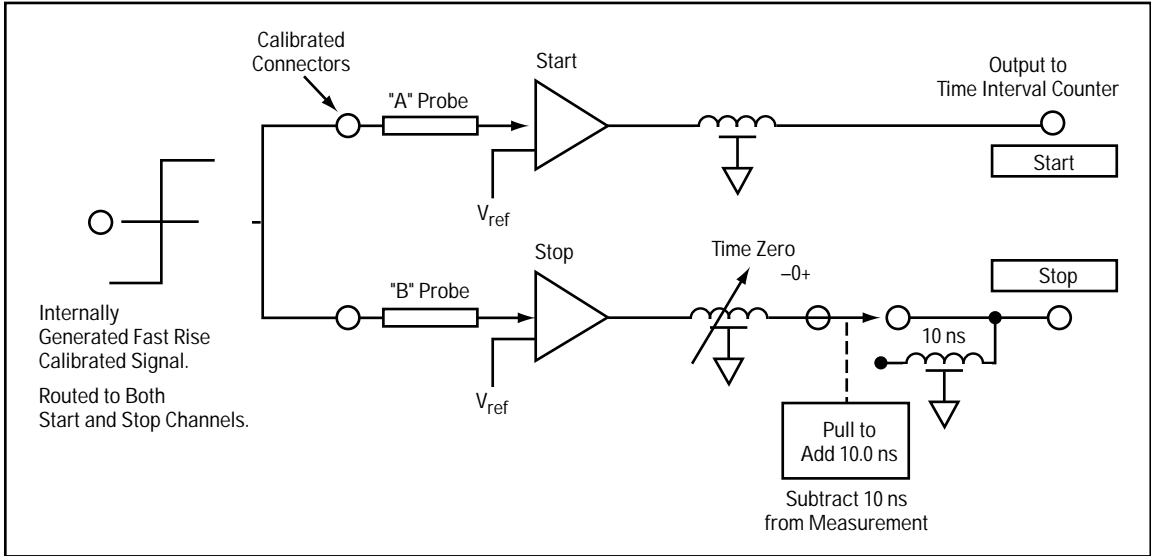 Calibrated
Connectors
"A" Probe
Start
Output to
Time Interval Counter
Start
Vref
Internally
Generated Fast Rise
Calibrated Signal.
Routed to Both
Start and Stop Channels.
"B" Probe
Stop
Vref
Time Zero
–0+
Stop
10 ns
Pull to
Add 10.0 ns
Subtract 10 ns
from Measurement